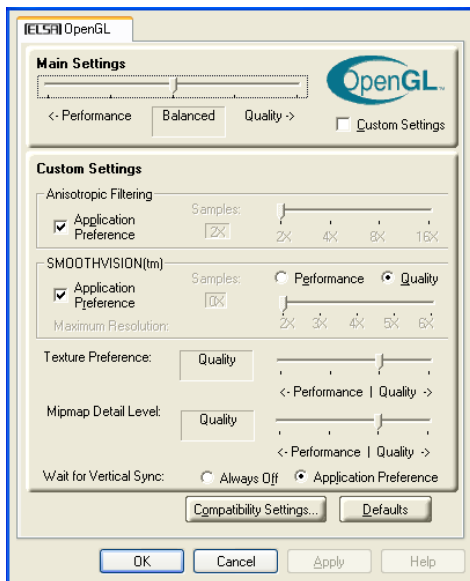 [ELSA] OpenGL
Main Settings
OpenGL™
<- Performance Balanced Quality ->
Custom Settings
Custom Settings
Anisotropic Filtering
Application Preference
Samples:
2X
2X 4X 8X 16X
SMOOTHVISION(tm)
Application Preference
Samples:
0X
Performance Quality
2X 3X 4X 5X 6X
Maximum Resolution:
Texture Preference: Quality
<- Performance | Quality ->
Mipmap Detail Level: Quality
<- Performance | Quality ->
Wait for Vertical Sync: Always Off Application Preference
Compatibility Settings... Defaults
OK Cancel Apply Help